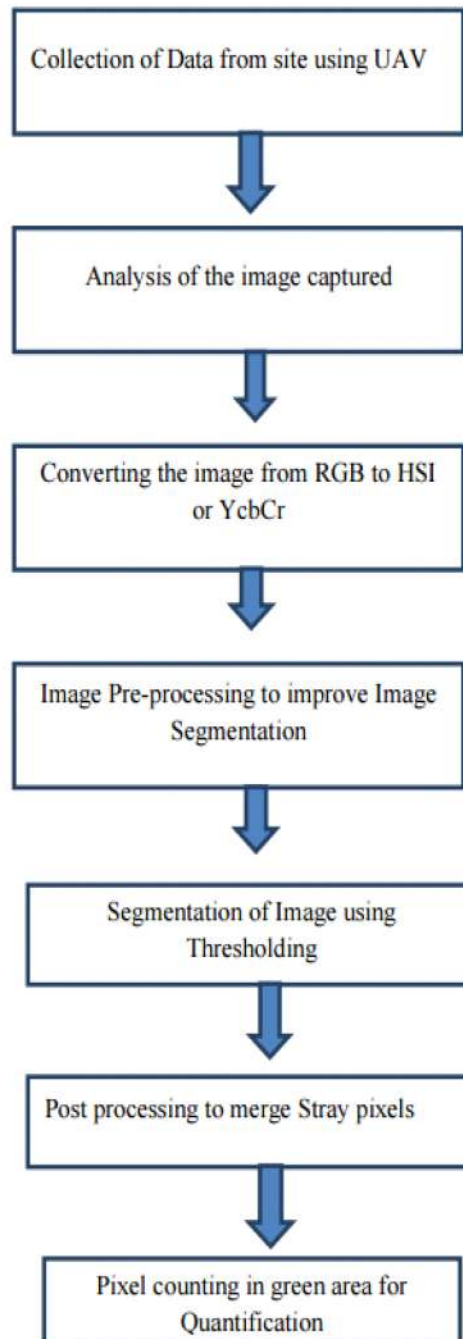 Collection of Data from site using UAV
Analysis of the image captured
Converting the image from RGB to HSI
or YcbCr
Image Pre-processing to improve Image
Segmentation
Segmentation of Image using
Thresholding
Post processing to merge Stray pixels
Pixel counting in green area for
Quantification